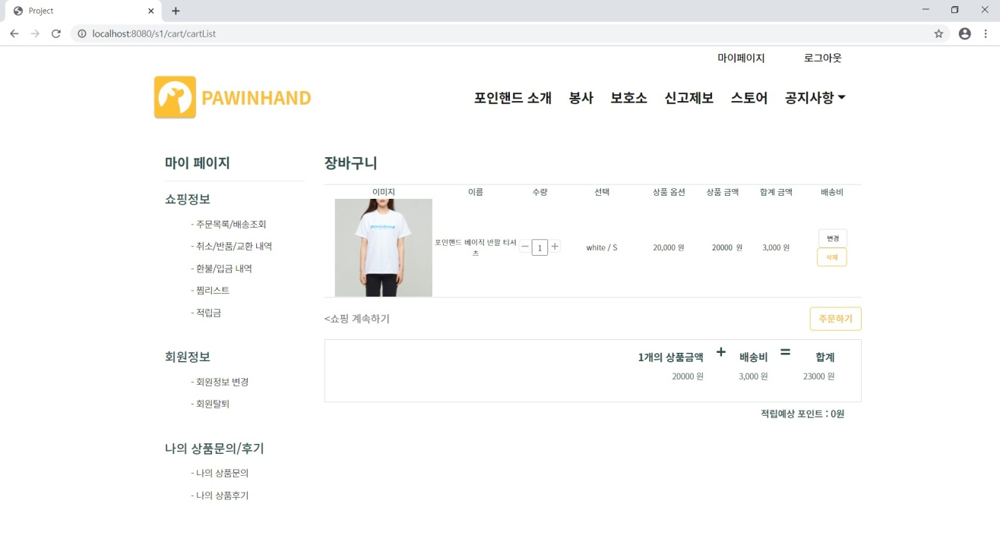 Project
localhost:8080/s1/cart/cartList
마이페이지 로그아웃
PAWINHAND
포인핸드 소개 봉사 보호소 신고제보 스토어 공지사항
마이 페이지
쇼핑정보
- 주문목록/배송조회
- 취소/반품/교환 내역
- 환불/입금 내역
- 찜리스트
- 적립금
회원정보
- 회원정보 변경
- 회원탈퇴
나의 상품문의/후기
- 나의 상품문의
- 나의 상품후기
장바구니
이미지 이름 수량 선택 상품 옵션 상품 금액 합계 금액 배송비
pawinhand
포인핸드 베이직 반팔 티셔
츠
1
white / S
20,000 원
20000 원
3,000 원
변경
삭제
<쇼핑 계속하기
주문하기
1개의 상품금액 + 배송비 = 합계
20000 원 3,000 원 23000 원
적립예상 포인트 : 0원